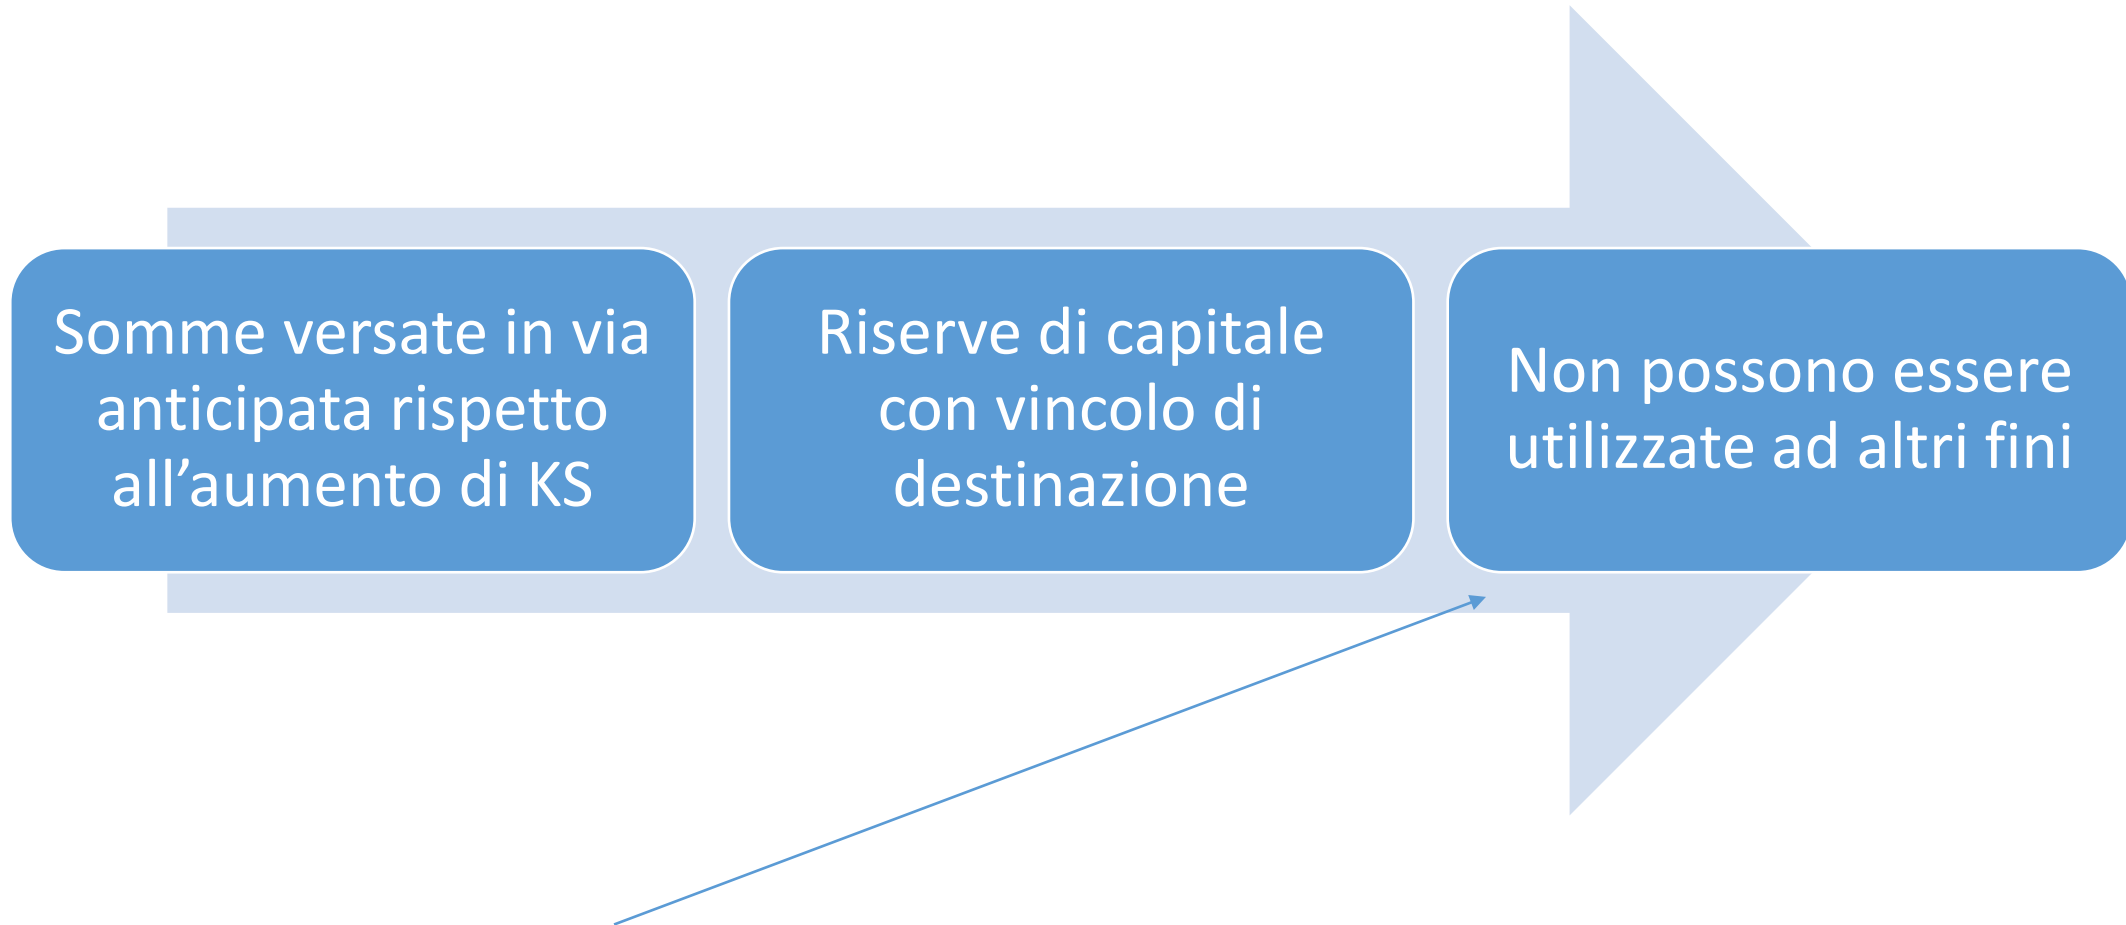 Somme versate in via
anticipata rispetto
all’aumento di KS
Riserve di capitale
con vincolo di
destinazione
Non possono essere
utilizzate ad altri fini